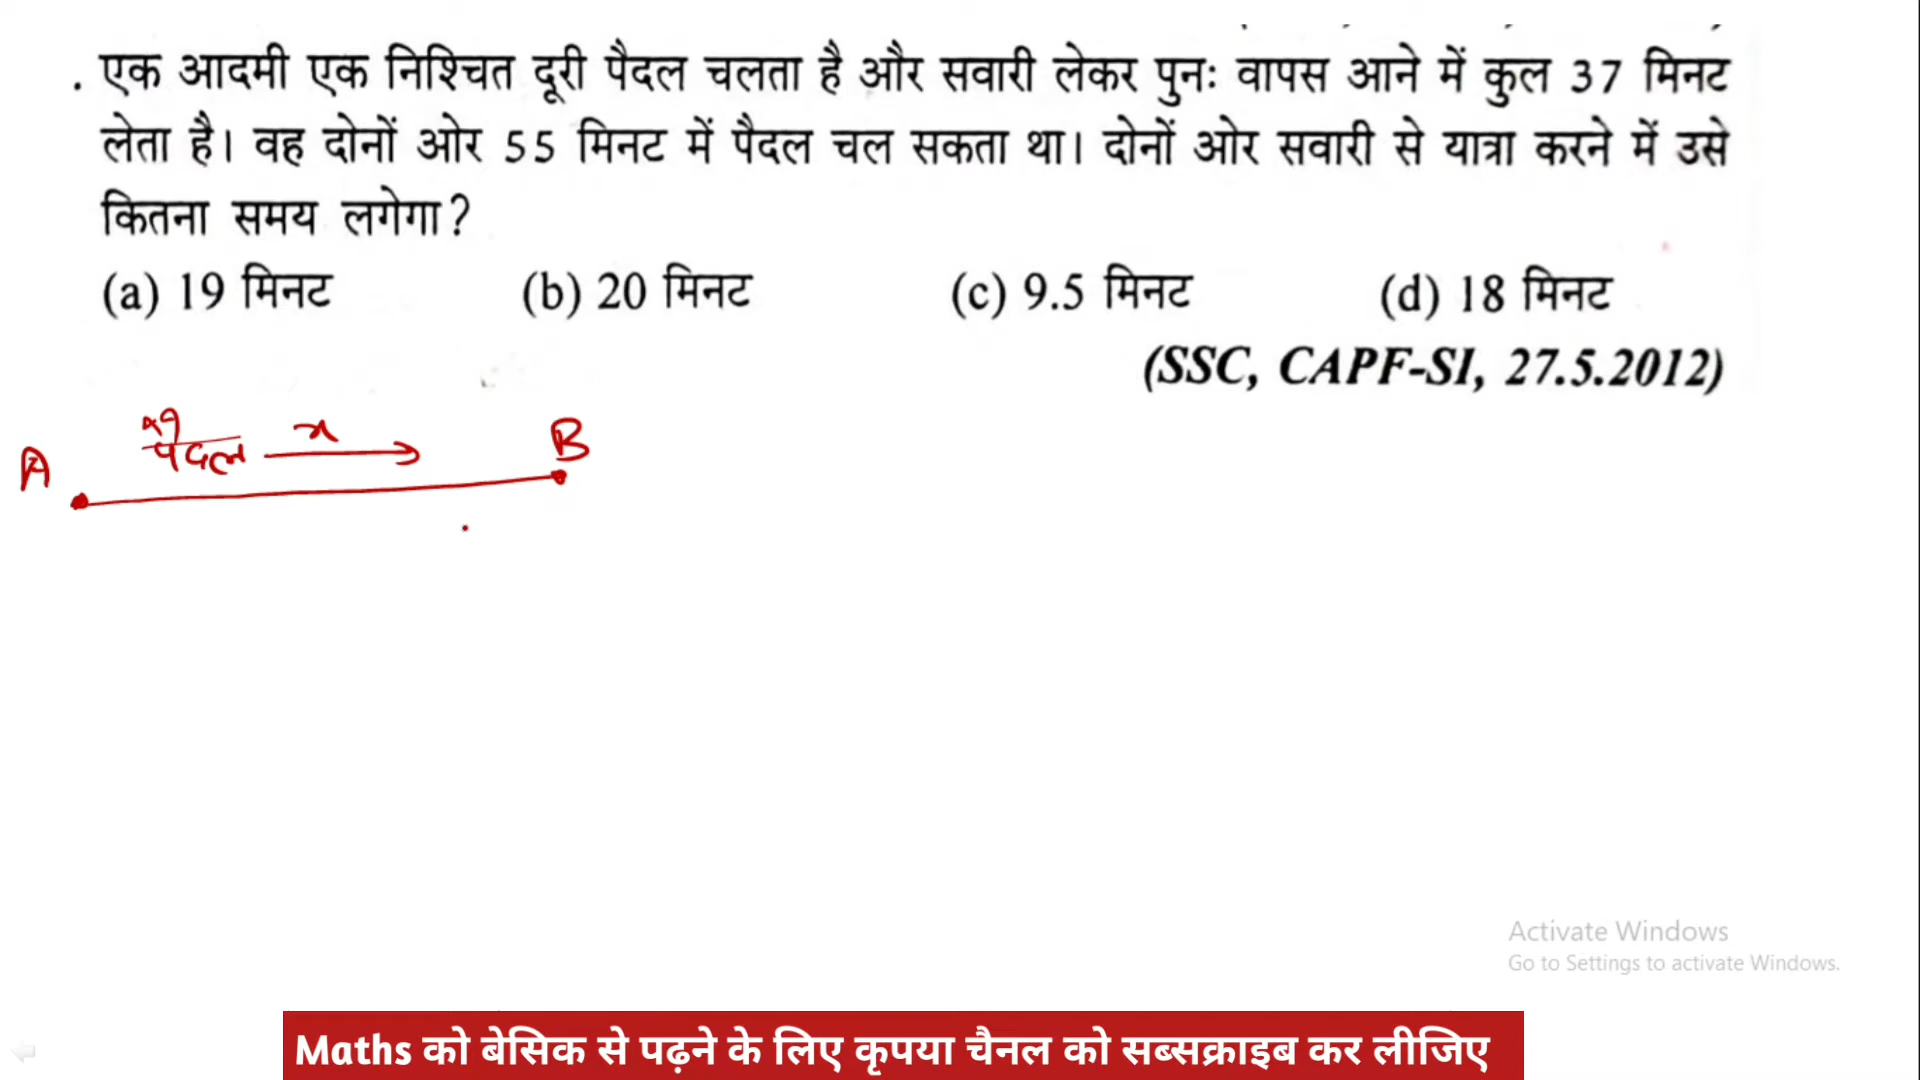 . एक आदमी एक निश्चित दूरी पैदल चलता है और सवारी लेकर पुनः वापस आने में कुल 37 मिनट
लेता है। वह दोनों ओर 55 मिनट में पैदल चल सकता था। दोनों ओर सवारी से यात्रा करने में उसे
कितना समय लगेगा?
(a) 19 मिनट (b) 20 मिनट (c) 9.5 मिनट (d) 18 मिनट
(SSC, CAPF-SI, 27.5.2012)
A पैदल x B
Activate Windows
Go to Settings to activate Windows.
Maths को बेसिक से पढ़ने के लिए कृपया चैनल को सब्सक्राइब कर लीजिए